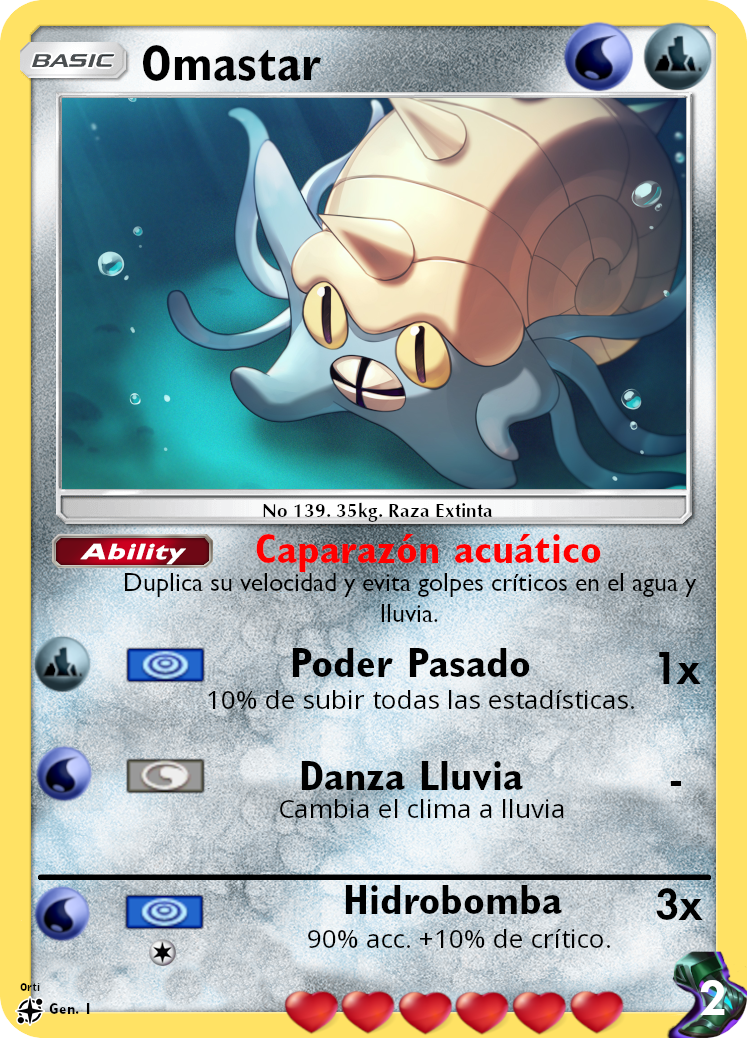 BASIC Omastar
No 139. 35kg. Raza Extinta
Ability Caparazón acuático
Duplica su velocidad y evita golpes críticos en el agua y
lluvia.
Poder Pasado 1x
10% de subir todas las estadísticas.
Danza Lluvia -
Cambia el clima a lluvia
Hidrobomba 3x
90% acc. +10% de crítico.
Orti
Gen. 1
2